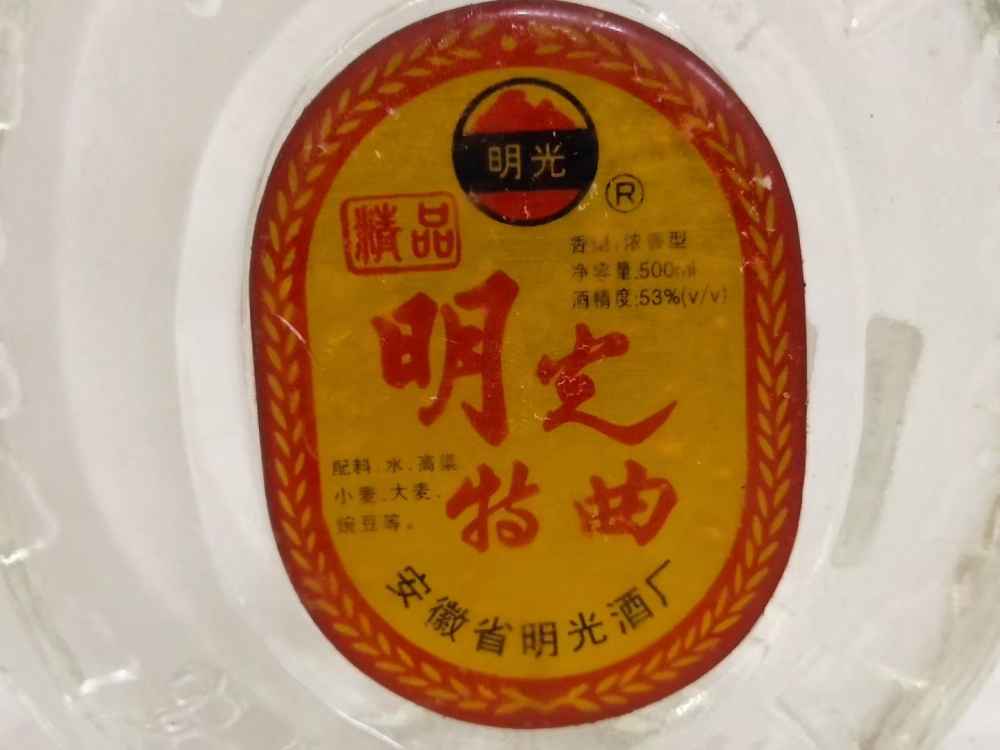 明光
®
精品
香型:浓香型
净容量:500ml
酒精度:53%(v/v)
明光
特曲
配料:水、高粱、
小麦、大麦、
豌豆等。
安徽省明光酒厂